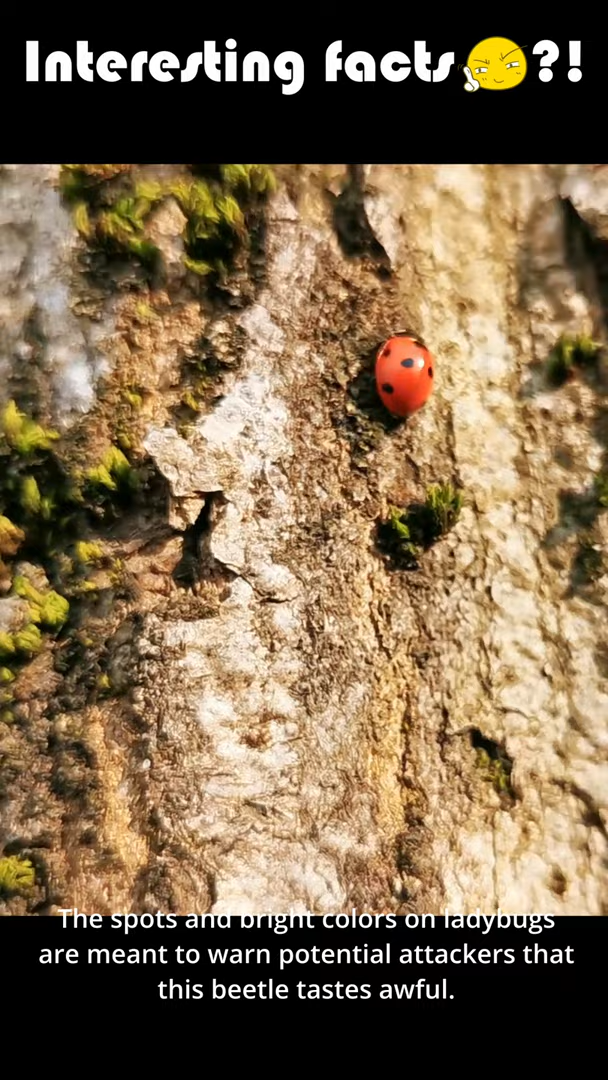 Interesting facts?!
The spots and bright colors on ladybugs
are meant to warn potential attackers that
this beetle tastes awful.